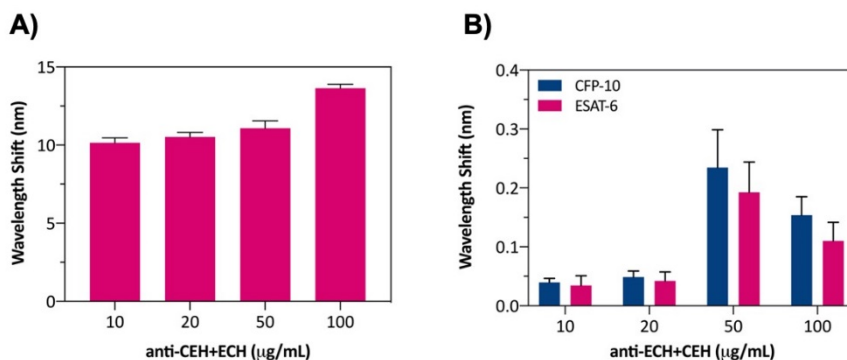 A)
Wavelength Shift (nm)
15
10
5
0
10 20 50 100
anti-CEH+ECH (μg/mL)
B)
Wavelength Shift (nm)
0.4
0.3
0.2
0.1
0.0
CFP-10
ESAT-6
10 20 50 100
anti-ECH+CEH (μg/mL)